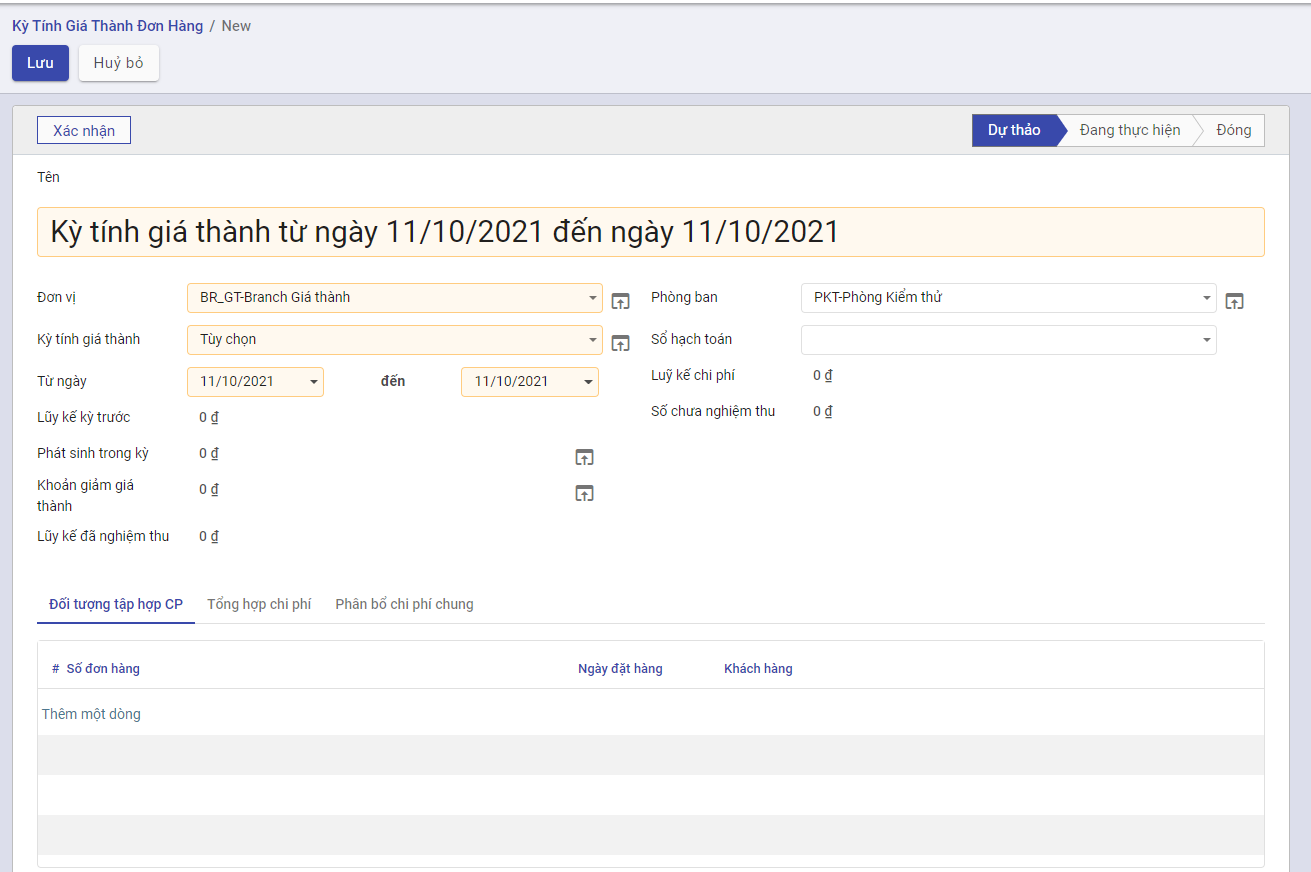 Kỳ Tính Giá Thành Đơn Hàng / New
Lưu Huỷ bỏ
Xác nhận Dự thảo Đang thực hiện Đóng
Tên
Kỳ tính giá thành từ ngày 11/10/2021 đến ngày 11/10/2021
Đơn vị BR_GT-Branch Giá thành Phòng ban PKT-Phòng Kiểm thử
Kỳ tính giá thành Tùy chọn Sổ hạch toán
Từ ngày 11/10/2021 đến 11/10/2021 Luỹ kế chi phí 0 ₫
Lũy kế kỳ trước 0 ₫ Số chưa nghiệm thu 0 ₫
Phát sinh trong kỳ 0 ₫
Khoản giảm giá
thành 0 ₫
Lũy kế đã nghiệm thu 0 ₫
Đối tượng tập hợp CP Tổng hợp chi phí Phân bổ chi phí chung
# Số đơn hàng Ngày đặt hàng Khách hàng
Thêm một dòng